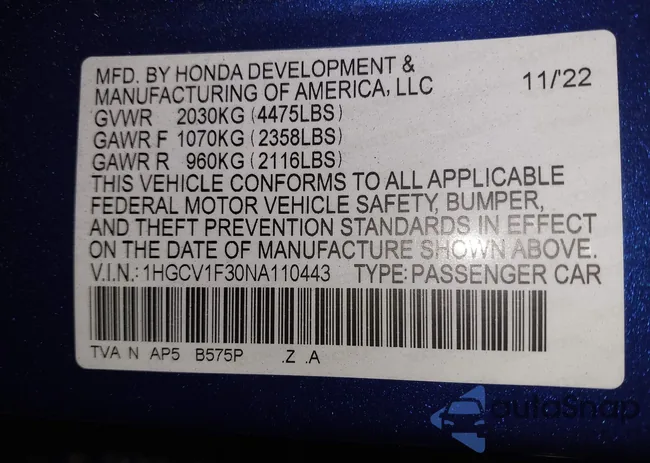 MFD. BY HONDA DEVELOPMENT &
MANUFACTURING OF AMERICA, LLC 11/'22
GVWR 2030KG (4475LBS)
GAWR F 1070KG (2358LBS)
GAWR R 960KG (2116LBS)
THIS VEHICLE CONFORMS TO ALL APPLICABLE
FEDERAL MOTOR VEHICLE SAFETY, BUMPER,
AND THEFT PREVENTION STANDARDS IN EFFECT
ON THE DATE OF MANUFACTURE SHOWN ABOVE.
V.I.N.: 1HGCV1F30NA110443 TYPE: PASSENGER CAR
TVA N AP5 B575P .Z .A
autoSnap